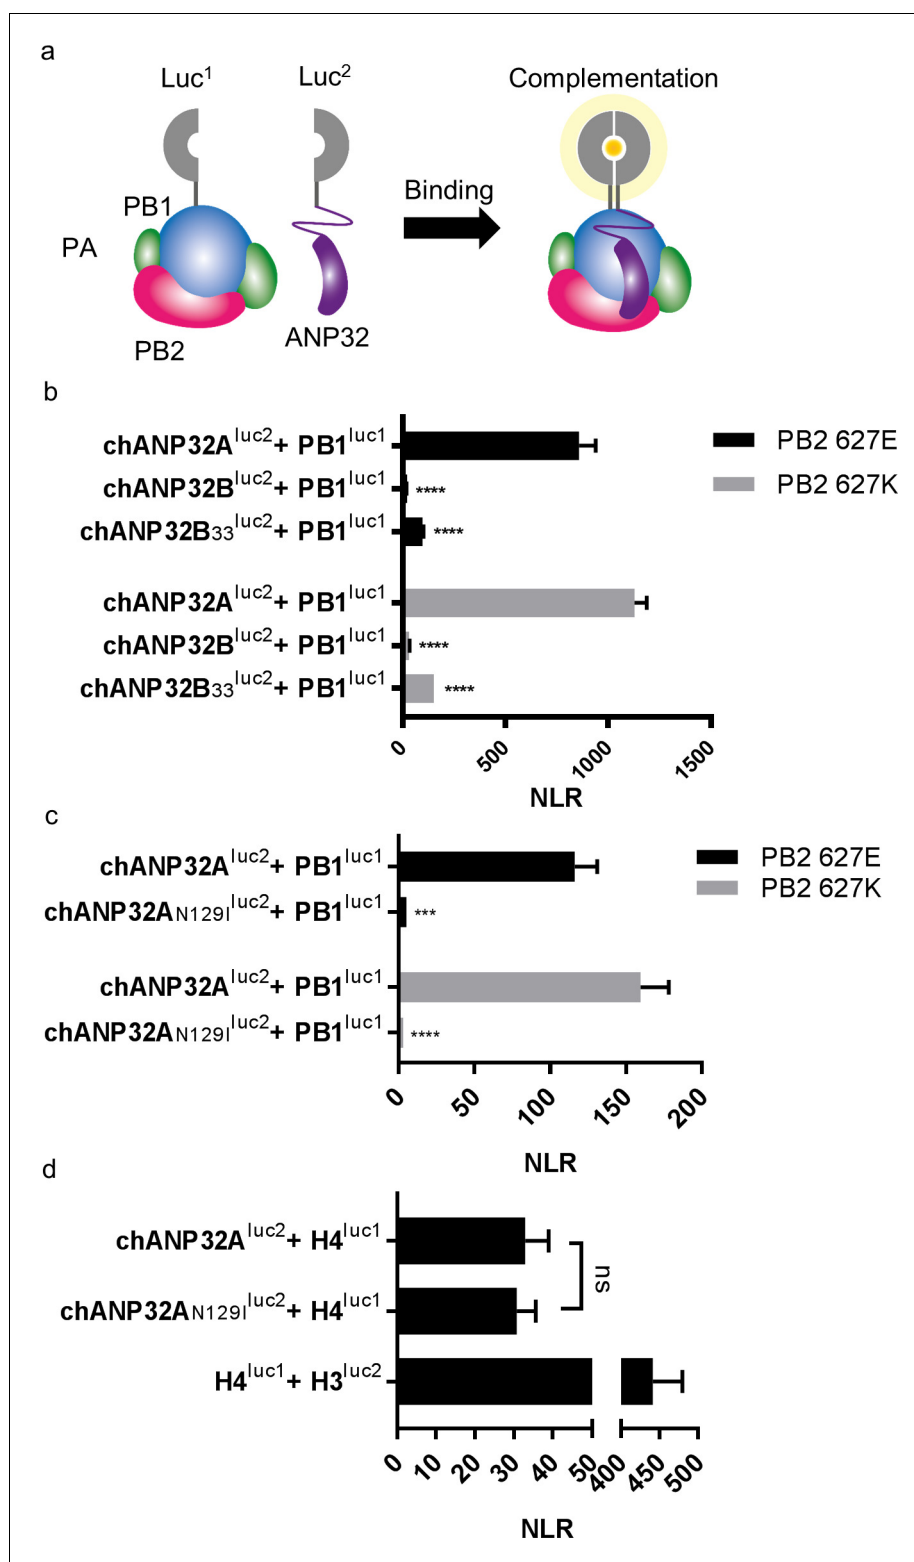 a
Luc¹ Luc² Complementation
PB1 Binding
PA
PB2 ANP32
b
chANP32A luc2 + PB1 luc1 PB2 627E
chANP32B luc2 + PB1 luc1 **** PB2 627K
chANP32B33 luc2 + PB1 luc1 ****
chANP32A luc2 + PB1 luc1
chANP32B luc2 + PB1 luc1 ****
chANP32B33 luc2 + PB1 luc1 ****
0 500 1000 1500
NLR
c
chANP32A luc2 + PB1 luc1 PB2 627E
PB2 627K
chANP32AN129I luc2 + PB1 luc1 ***
chANP32A luc2 + PB1 luc1
chANP32AN129I luc2 + PB1 luc1 ****
0 50 100 150 200
NLR
d
chANP32A luc2 + H4 luc1
ns
chANP32AN129I luc2 + H4 luc1
H4 luc1 + H3 luc2
0 10 20 30 40 50 400 450 500
NLR